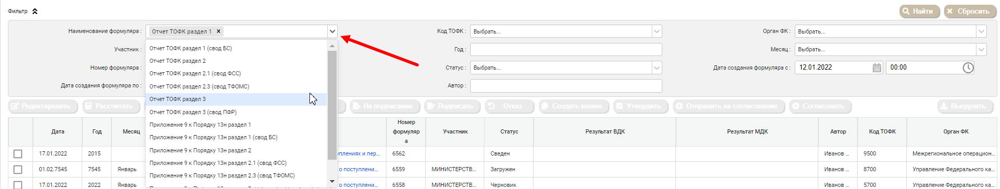 Фильтр
Найти
Сбросить
Наименование формуляра :
Отчет ТОФК раздел 1
Код ТОФК :
Выбрать...
Орган ФК :
Выбрать...
Участник :
Год :
Месяц :
Выбрать...
Номер формуляра :
Статус :
Выбрать...
Дата создания формуляра с :
12.01.2022
00:00
Дата создания формуляра по :
Автор :
Отчет ТОФК раздел 1 (свод БС)
Отчет ТОФК раздел 2
Отчет ТОФК раздел 2.1 (свод ФСС)
Отчет ТОФК раздел 2.3 (свод ТФОМС)
Отчет ТОФК раздел 3
Отчет ТОФК раздел 3 (свод ПФР)
Приложение 9 к Порядку 13н раздел 1
Приложение 9 к Порядку 13н раздел 1 (свод БС)
Приложение 9 к Порядку 13н раздел 2
Приложение 9 к Порядку 13н раздел 2.1 (свод ФСС)
Приложение 9 к Порядку 13н раздел 2.3 (свод ТФОМС)
Редактировать
Рассчитать
На подписание
Подписать
Отказ
Создать копию
Утвердить
Отправить на согласование
Согласовать
Выгрузить
Дата
Год
Месяц
Номер
формуляр
а
Участник
Статус
Результат ВДК
Результат МДК
Автор
Код ТОФК
Орган ФК
17.01.2022 2015 уплениях и пер... 6562 Сведен Иванов ... 9500 Межрегиональное операцион...
01.02.7545 7545 Январь о поступлени... 6559 МИНИСТЕРСТВ... Загружен Иванов ... 8700 Управление Федерального ка...
17.01.2022 2022 Январь о поступлени... 6558 МИНИСТЕРСТВ... Черновик Иванов ... 5700 Управление Федерального ка...